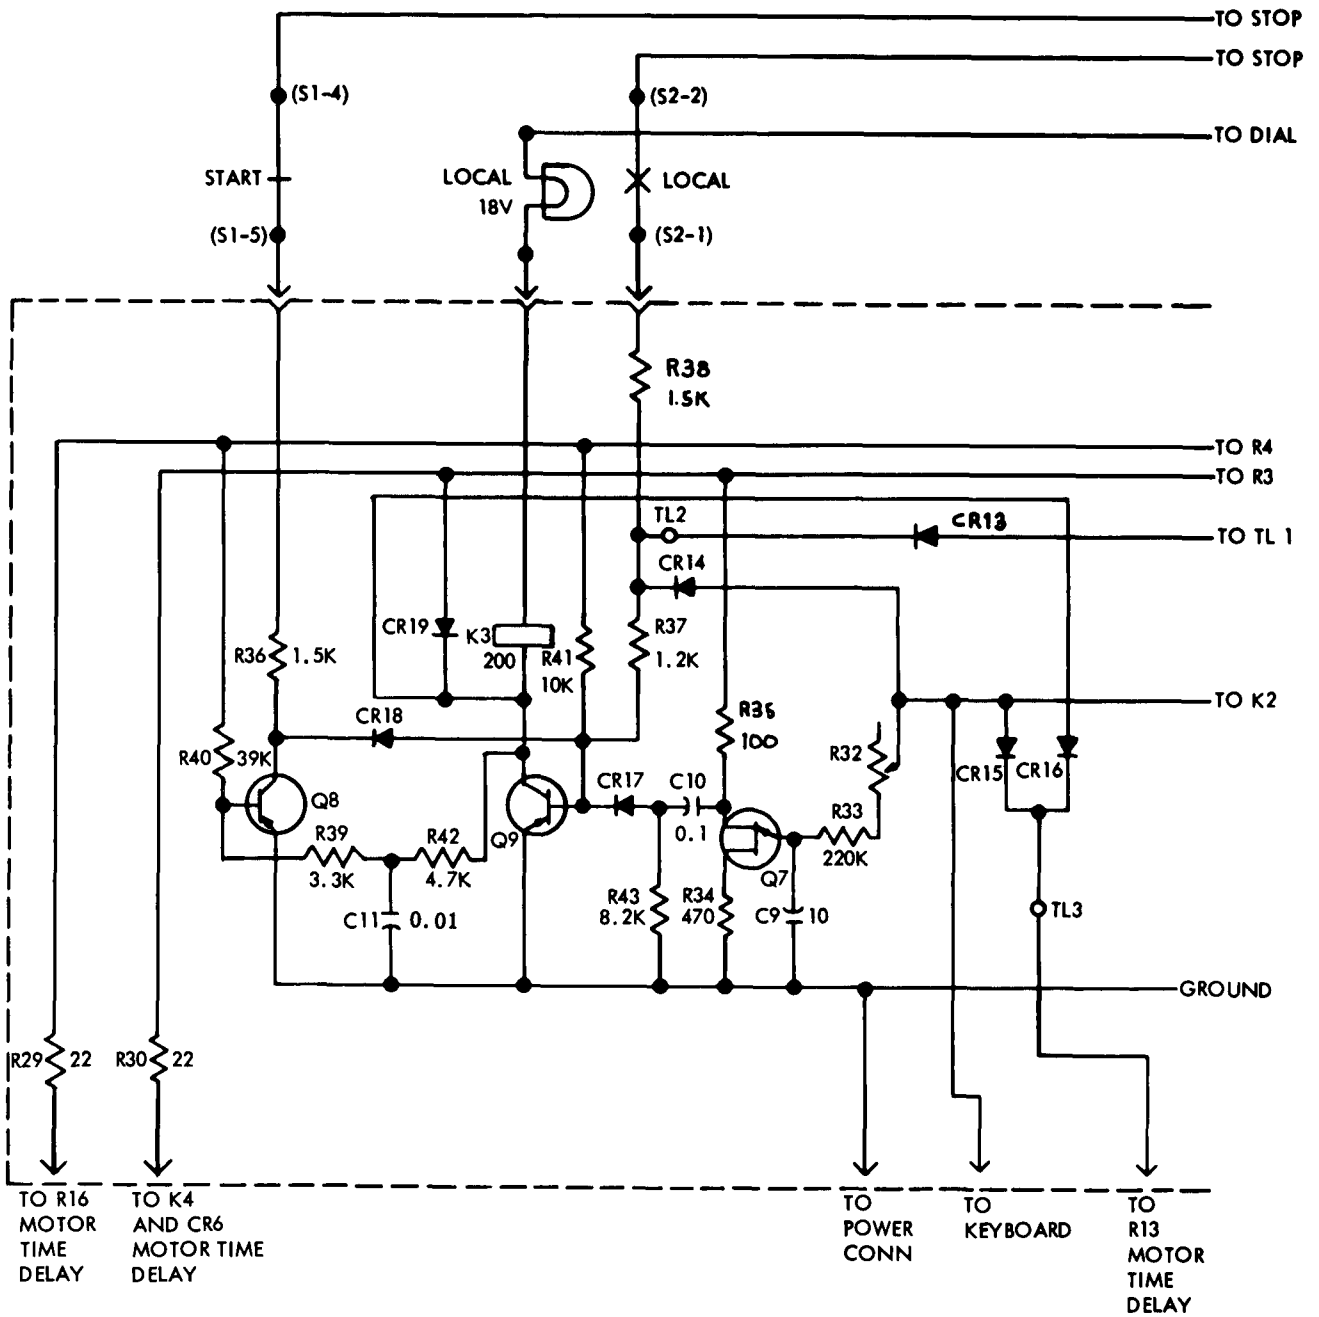 TO STOP
TO STOP
(S1-4)
(S2-2)
TO DIAL
START
LOCAL
18V
LOCAL
(S1-5)
(S2-1)
R38
1.5K
TO R4
TO R3
TL2
CR13
TO TL 1
CR14
CR19
K3
200
R41
10K
R37
1.2K
R36
1.5K
TO K2
CR18
R35
100
R40
39K
R32
CR15
CR16
CR17
C10
0.1
Q8
Q9
R33
220K
R39
3.3K
R42
4.7K
Q7
C11
0.01
R43
8.2K
R34
470
C9
10
TL3
GROUND
R29
22
R30
22
TO R16
MOTOR
TIME
DELAY
TO K4
AND CR6
MOTOR TIME
DELAY
TO
POWER
CONN
TO
KEYBOARD
TO
R13
MOTOR
TIME
DELAY